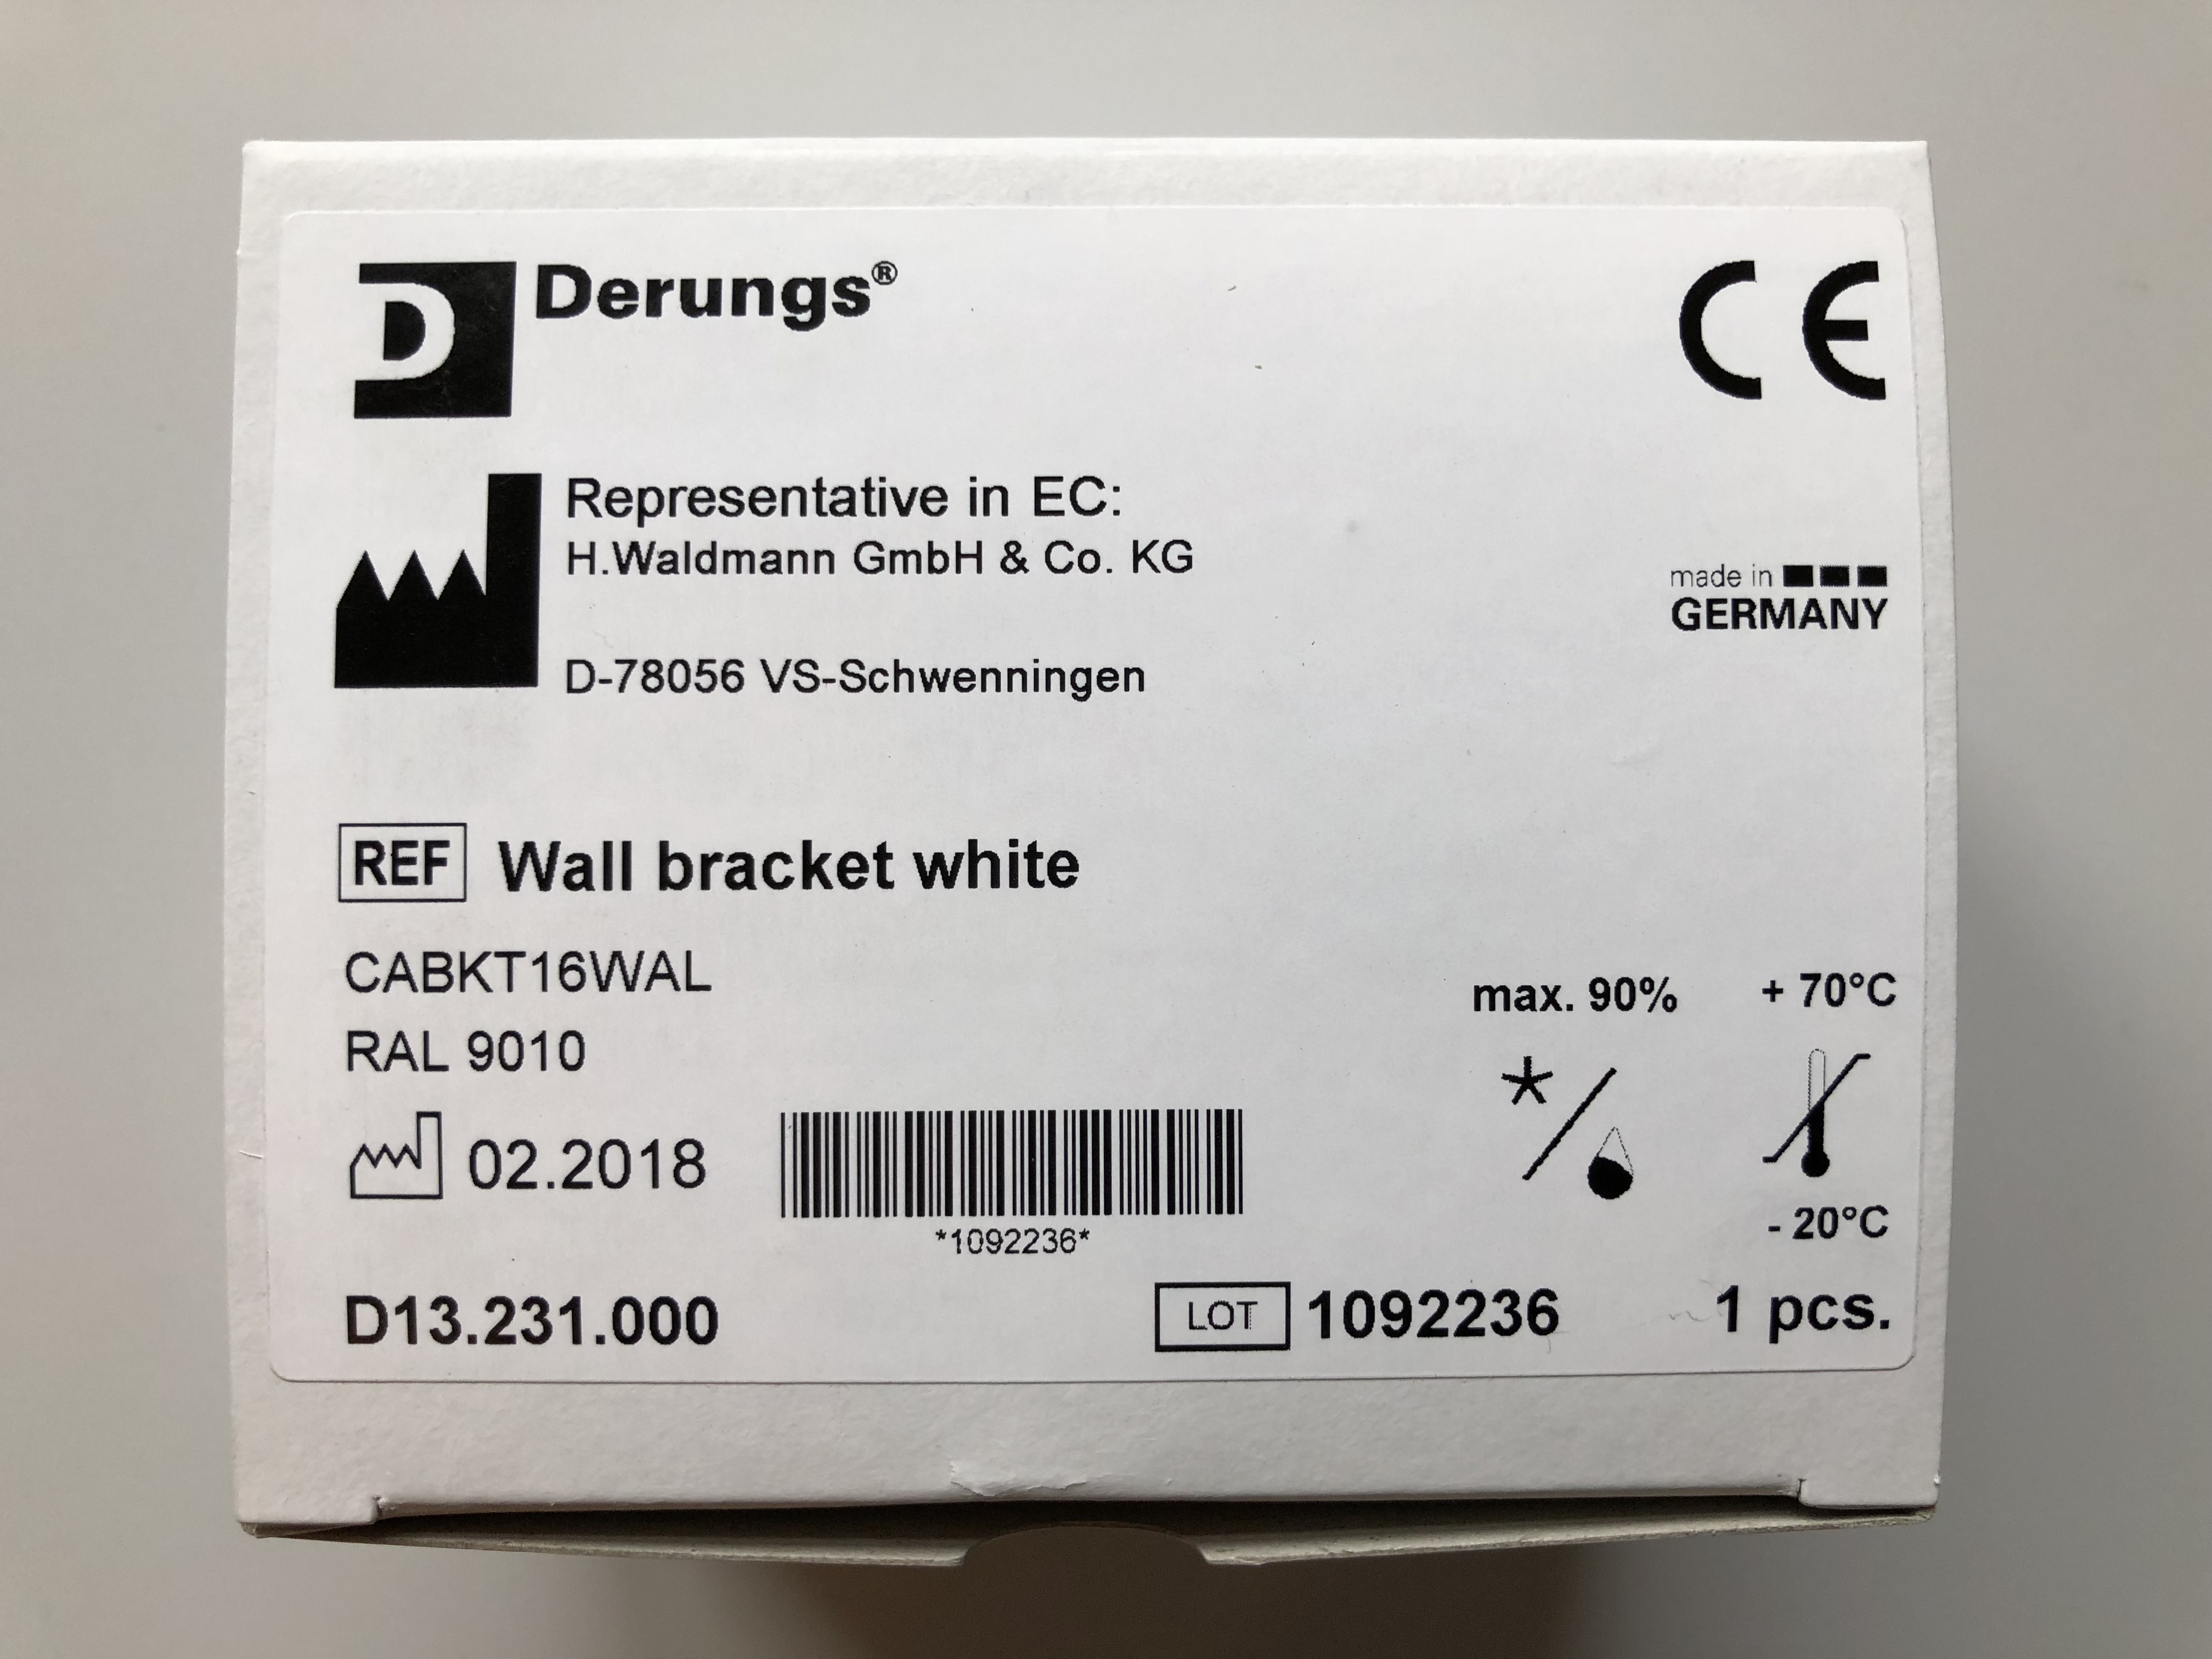 D Derungs®
CE
Representative in EC:
H.Waldmann GmbH & Co. KG
made in
GERMANY
D-78056 VS-Schwenningen
REF Wall bracket white
CABKT16WAL
RAL 9010
max. 90%
+ 70°C
02.2018
*1092236*
- 20°C
D13.231.000
LOT 1092236
1 pcs.